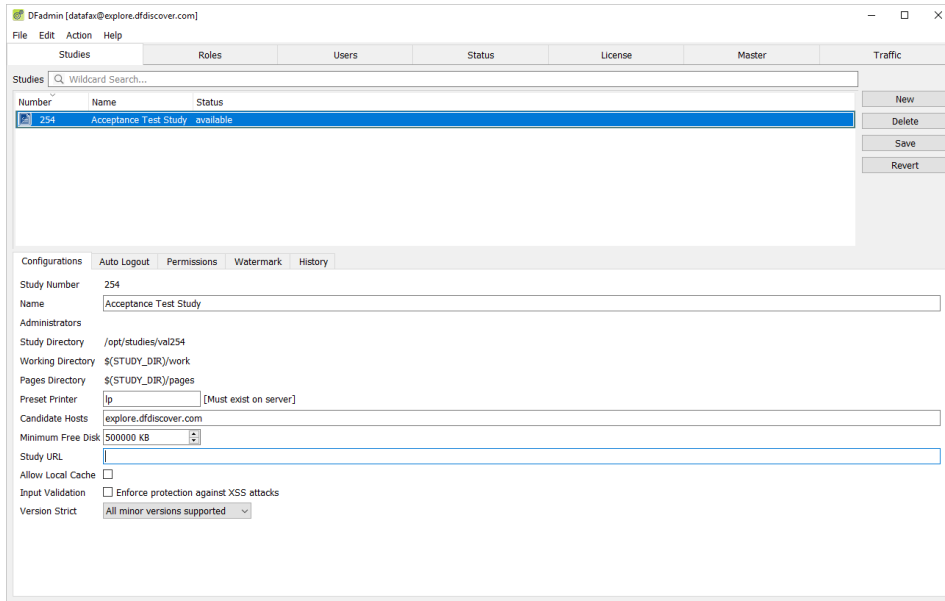 DFadmin [datafax@explore.dfdiscover.com]
File Edit Action Help
Studies Roles Users Status License Master Traffic
Studies Wildcard Search...
Number Name Status
254 Acceptance Test Study available
New
Delete
Save
Revert
Configurations Auto Logout Permissions Watermark History
Study Number 254
Name Acceptance Test Study
Administrators
Study Directory /opt/studies/val254
Working Directory $(STUDY_DIR)/work
Pages Directory $(STUDY_DIR)/pages
Preset Printer lp [Must exist on server]
Candidate Hosts explore.dfdiscover.com
Minimum Free Disk 500000 KB
Study URL
Allow Local Cache
Input Validation Enforce protection against XSS attacks
Version Strict All minor versions supported